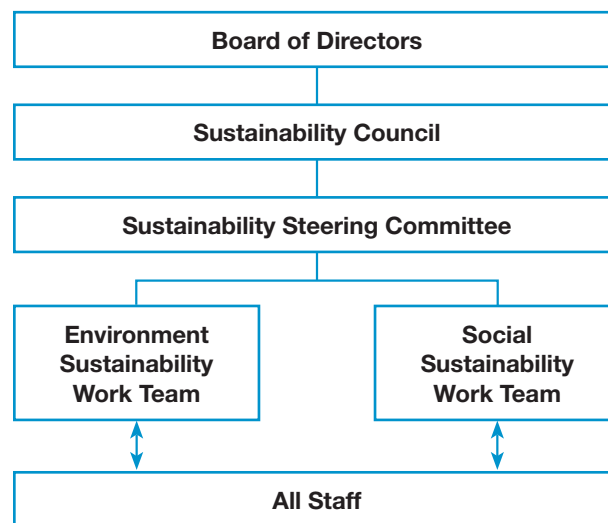 Board of Directors
Sustainability Council
Sustainability Steering Committee
Environment
Sustainability
Work Team
Social
Sustainability
Work Team
All Staff